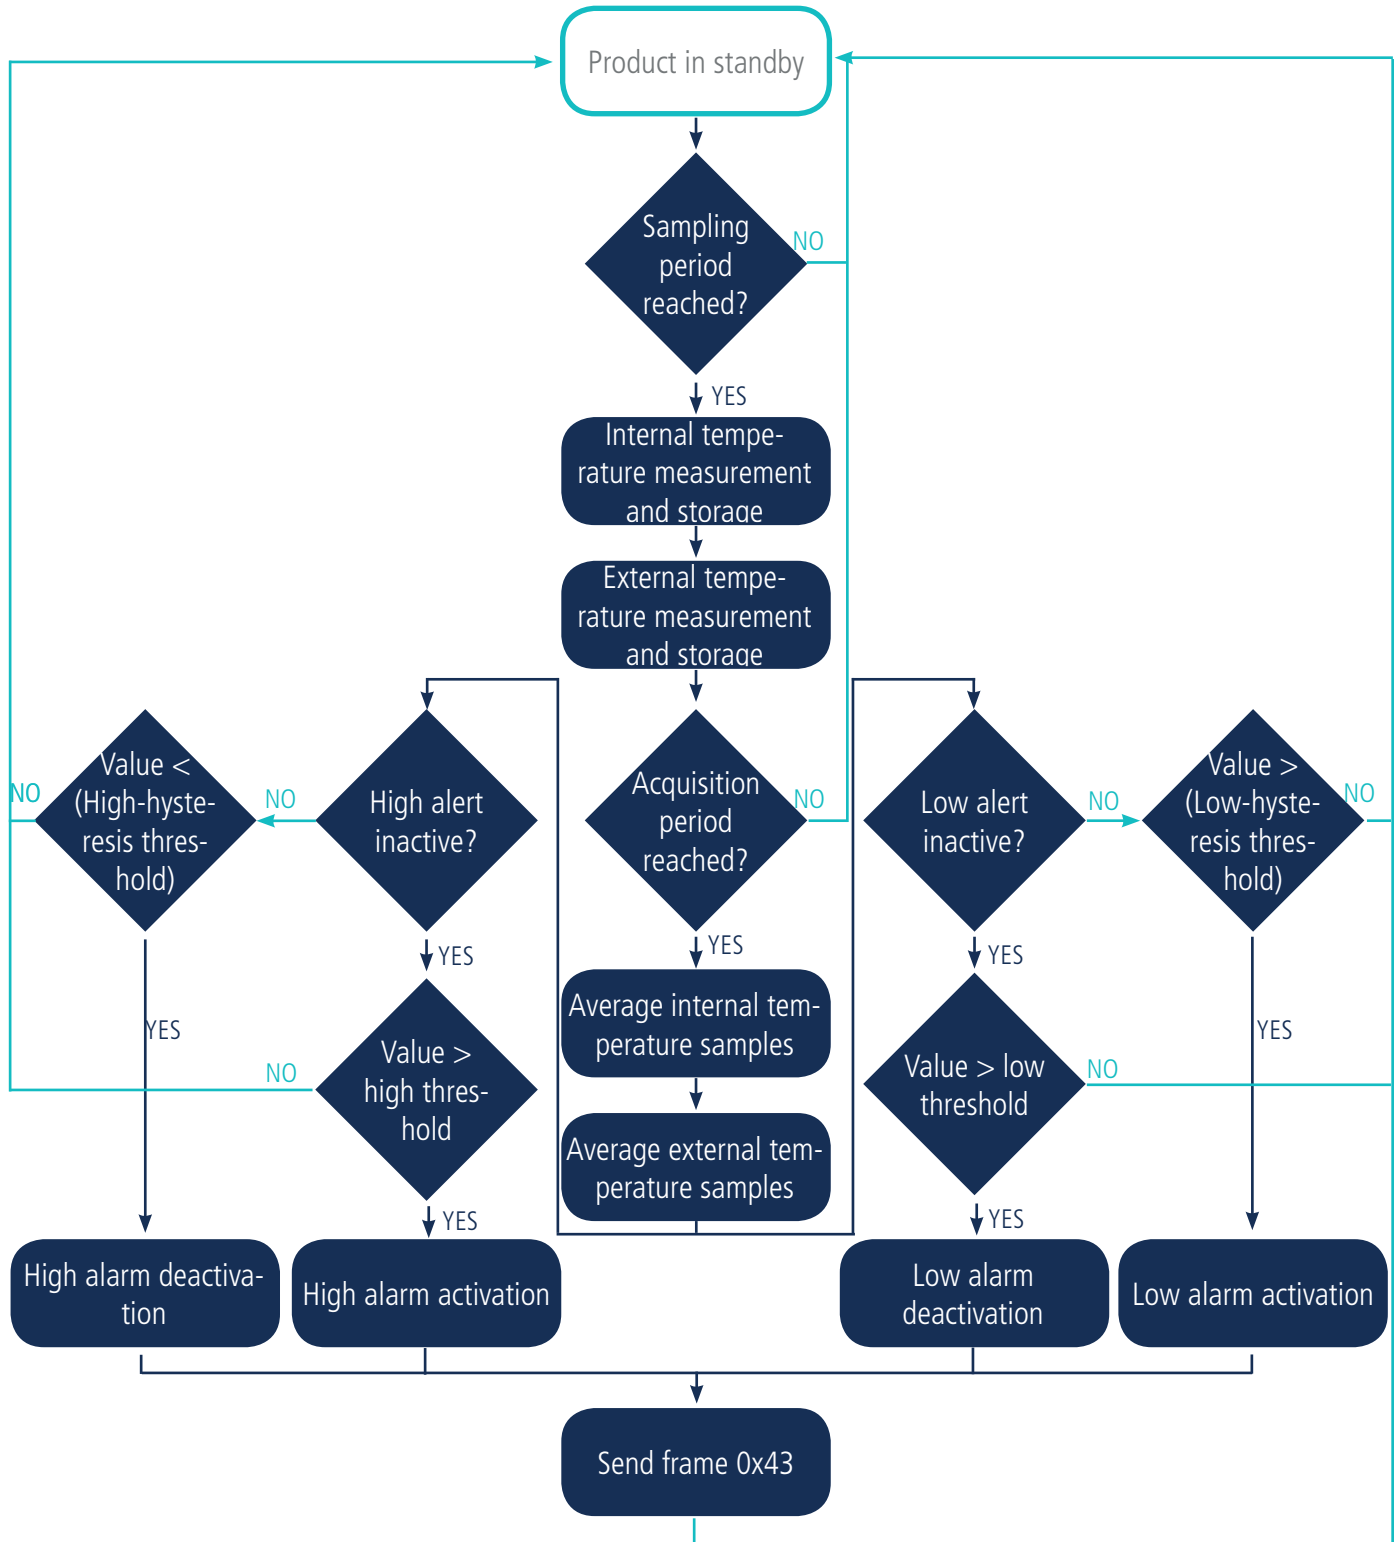 Product in standby
Sampling
period
reached?
NO
YES
Internal tempe-
rature measurement
and storage
External tempe-
rature measurement
and storage
Value <
(High-hyste-
resis thres-
hold)
NO
YES
High alert
inactive?
NO
YES
Acquisition
period
reached?
NO
YES
Low alert
inactive?
NO
YES
Value >
(Low-hyste-
resis thres-
hold)
NO
YES
Average internal tem-
perature samples
Average external tem-
perature samples
Value >
high thres-
hold
NO
YES
Value > low
threshold
NO
YES
High alarm deactiva-
tion
High alarm activation
Low alarm
deactivation
Low alarm activation
Send frame 0x43